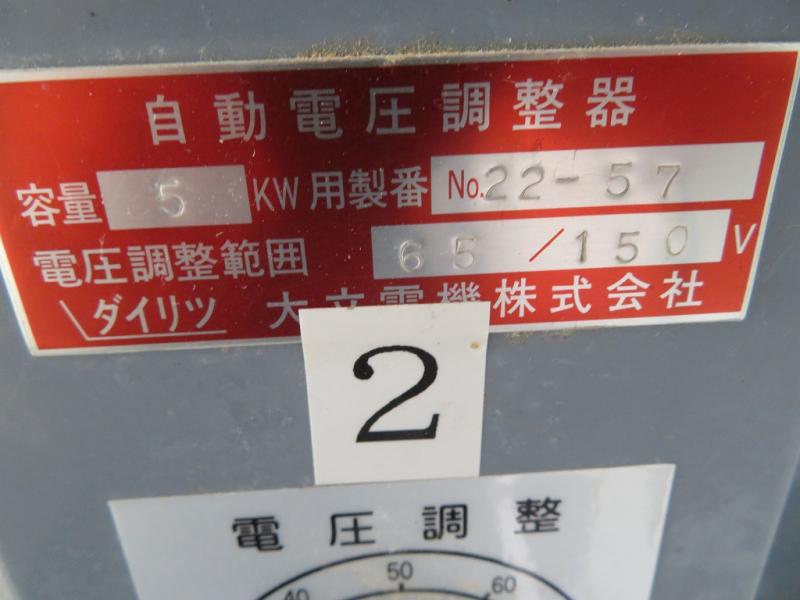 自動電圧調整器
容量 5 KW用製番 No.22-57
電圧調整範囲 65/150 V
ダイリツ 大立電機株式会社
2
電圧調整
40 50 60